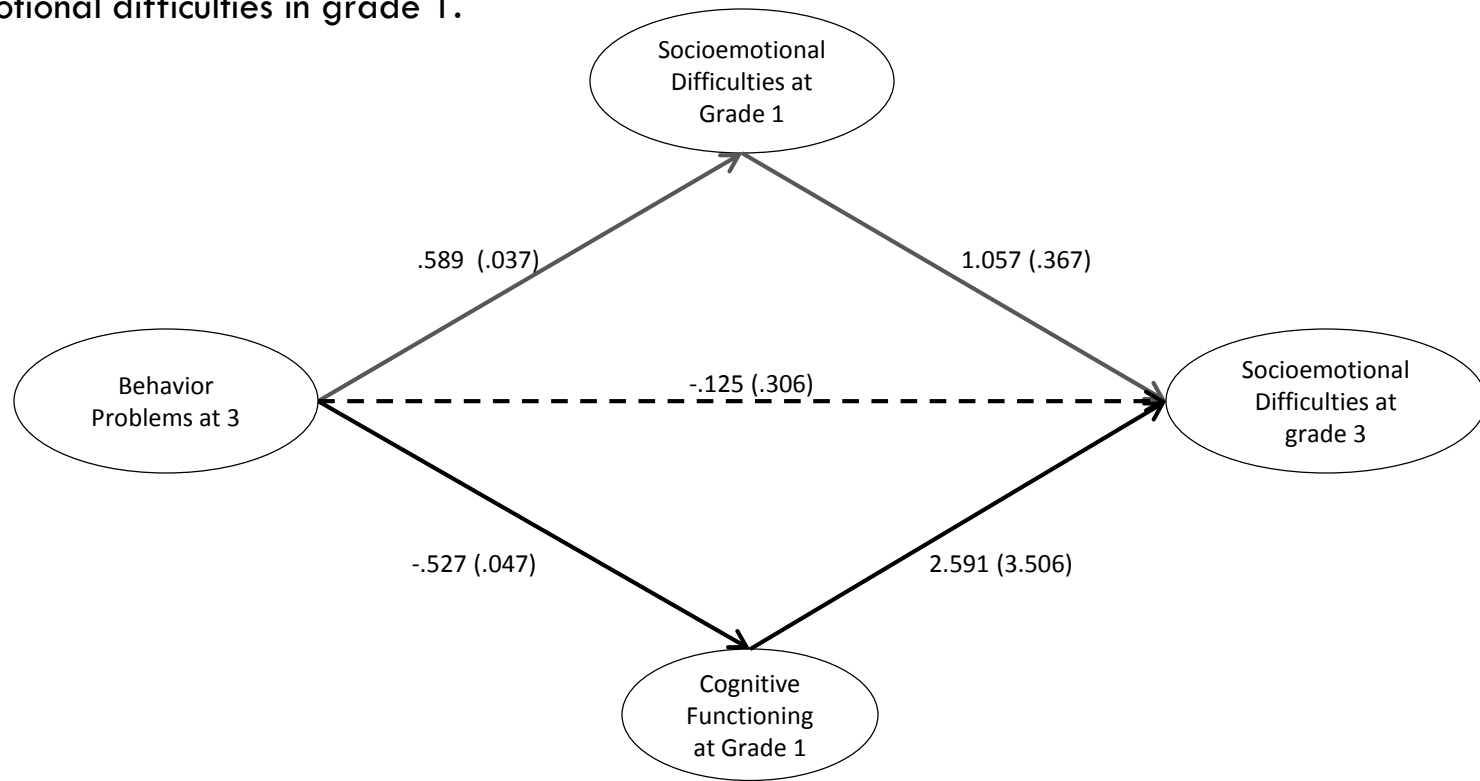 otional difficulties in grade 1.
Socioemotional
Difficulties at
Grade 1
.589 (.037)
1.057 (.367)
Behavior
Problems at 3
-.125 (.306)
Socioemotional
Difficulties at
grade 3
-.527 (.047)
2.591 (3.506)
Cognitive
Functioning
at Grade 1